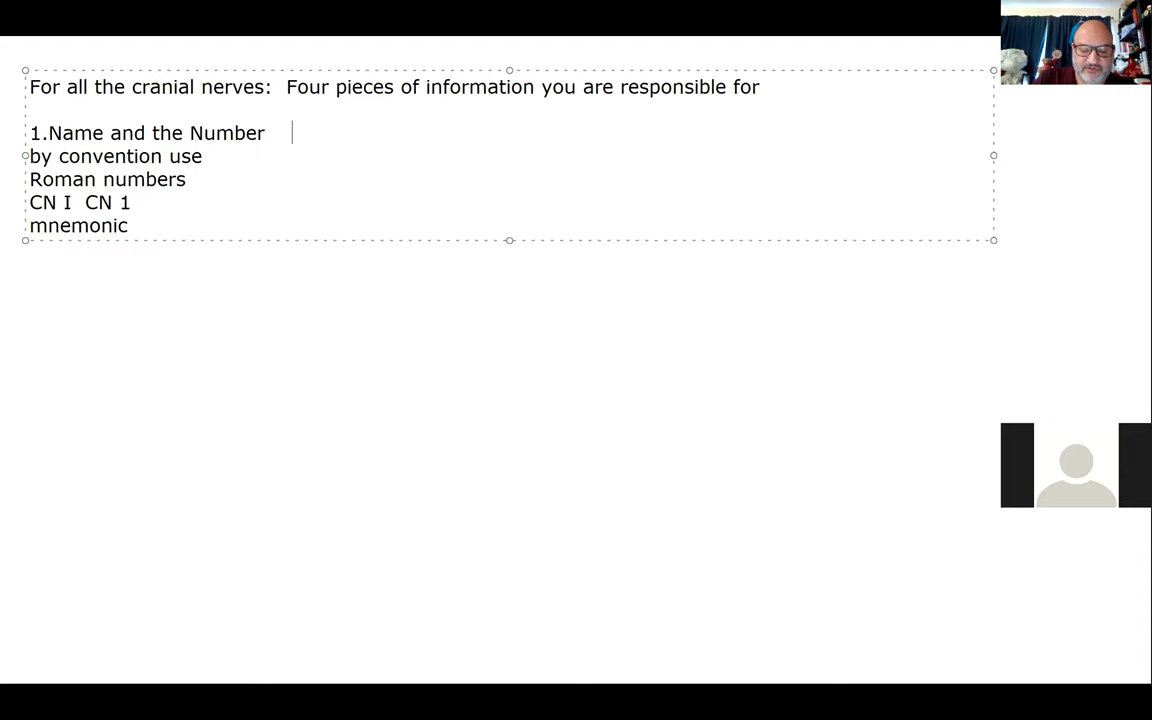 For all the cranial nerves:  Four pieces of information you are responsible for
1.Name and the Number
by convention use
Roman numbers
CN I  CN 1
mnemonic